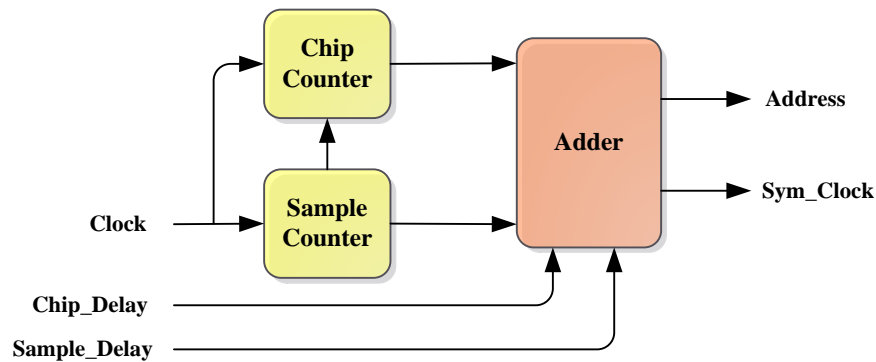 Chip
Counter
Adder
Address
Sym_Clock
Clock
Sample
Counter
Chip_Delay
Sample_Delay